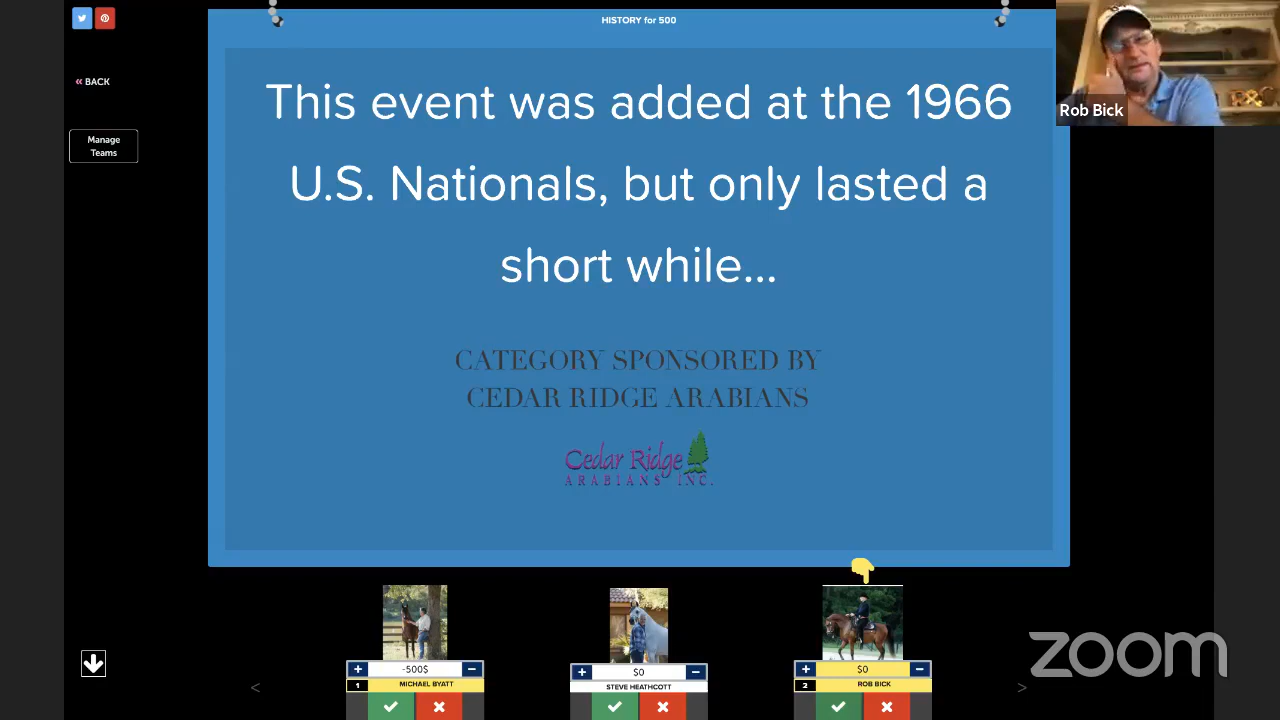 HISTORY for 500
« BACK
Manage
Teams
This event was added at the 1966
U.S. Nationals, but only lasted a
short while...
Rob Bick
CATEGORY SPONSORED BY
CEDAR RIDGE ARABIANS
Cedar Ridge
ARABIANS INC.
+ -500$ −
1 MICHAEL BYATT
+ $0 −
STEVE HEATHCOTT
+ $0 −
2 ROB BICK
< >
zoom